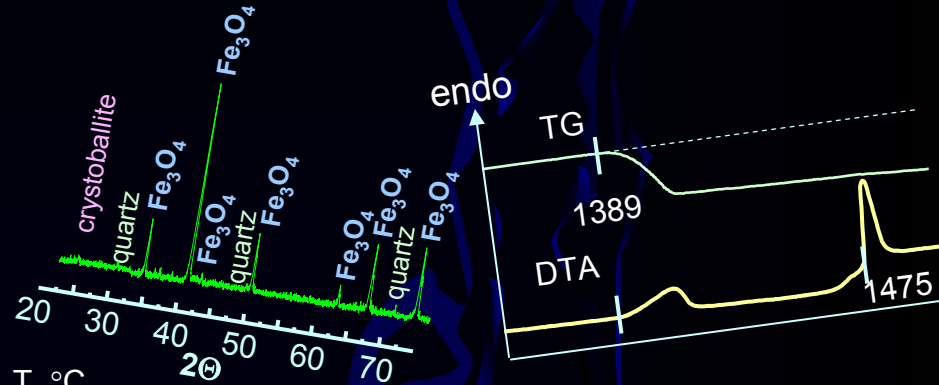 crystoballite
quartz
Fe₃O₄
Fe₃O₄
Fe₃O₄
quartz
Fe₃O₄
Fe₃O₄
Fe₃O₄
quartz
Fe₃O₄
20 30 40 50 60 70
2Θ
T, °C
endo
TG
1389
DTA
1475